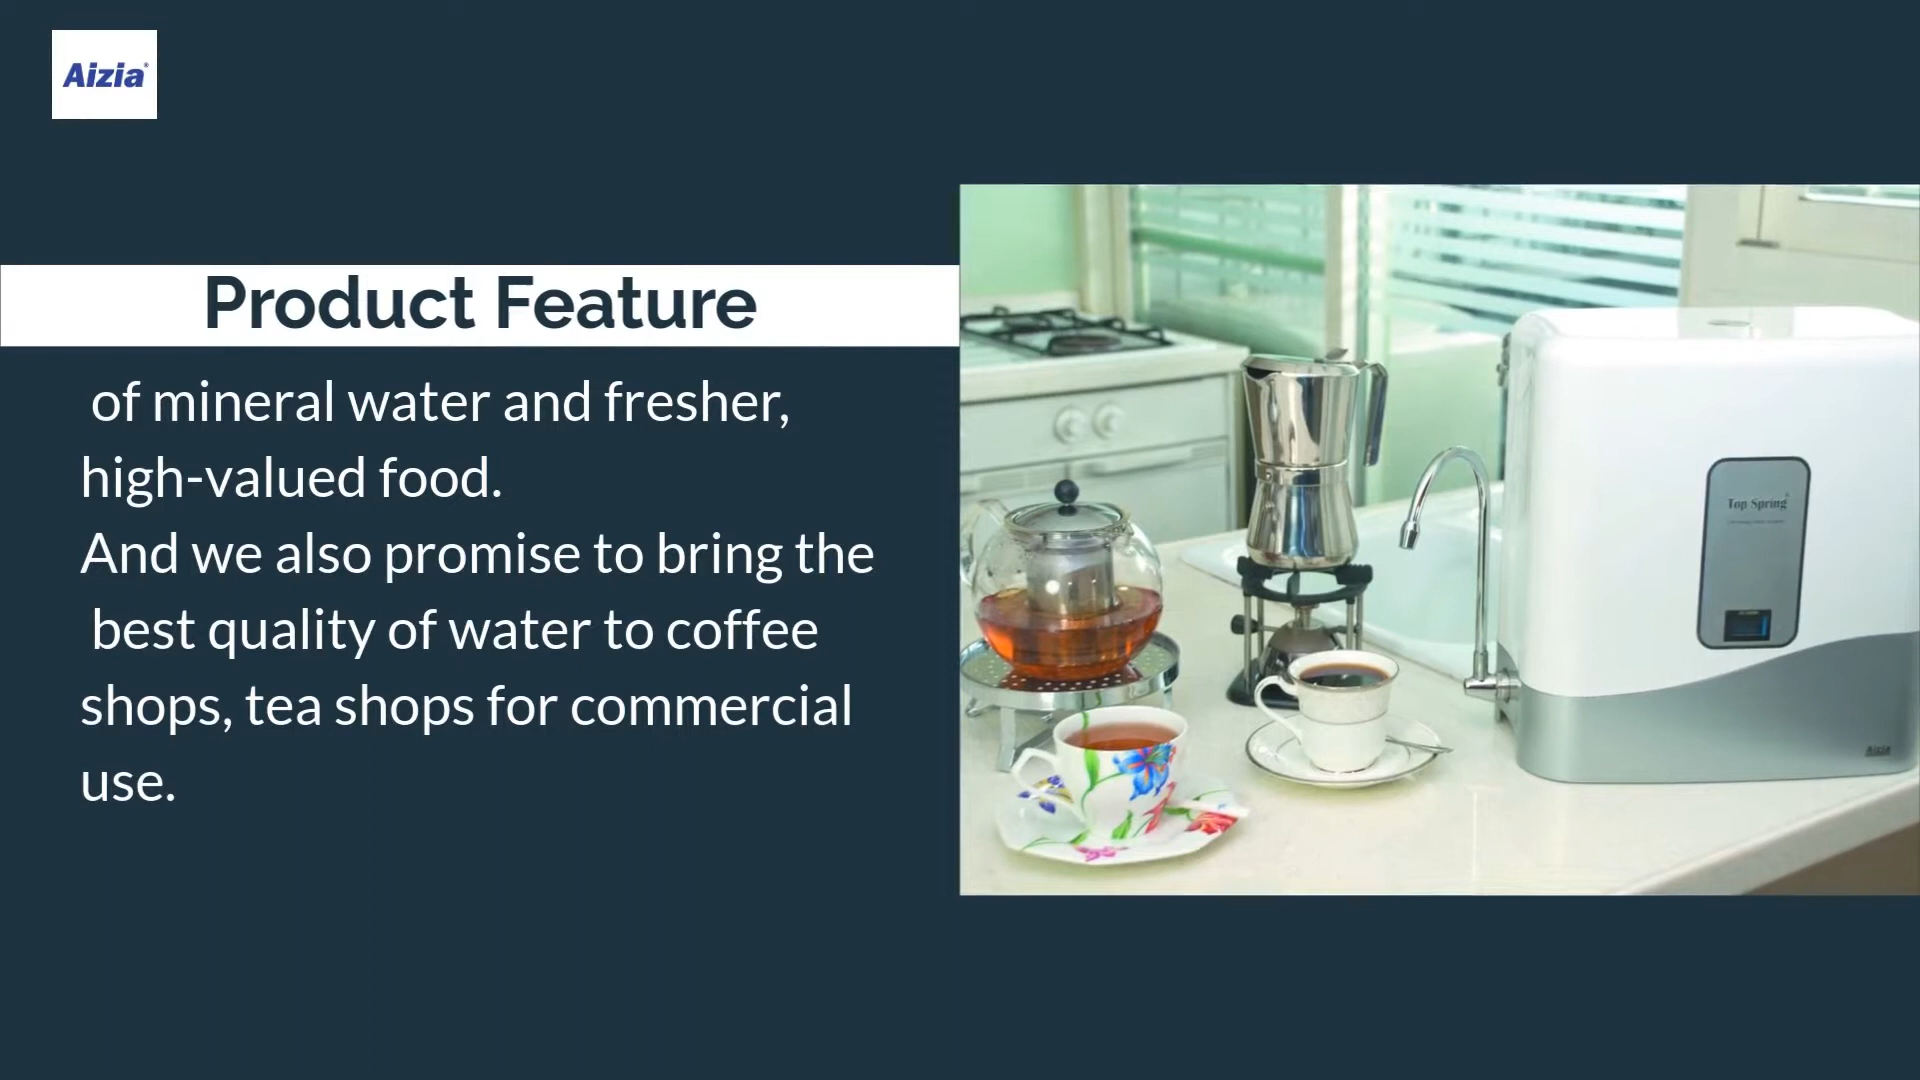 Aizia
Product Feature
of mineral water and fresher,
high-valued food.
And we also promise to bring the
best quality of water to coffee
shops, tea shops for commercial
use.
Top Spring
Aizia